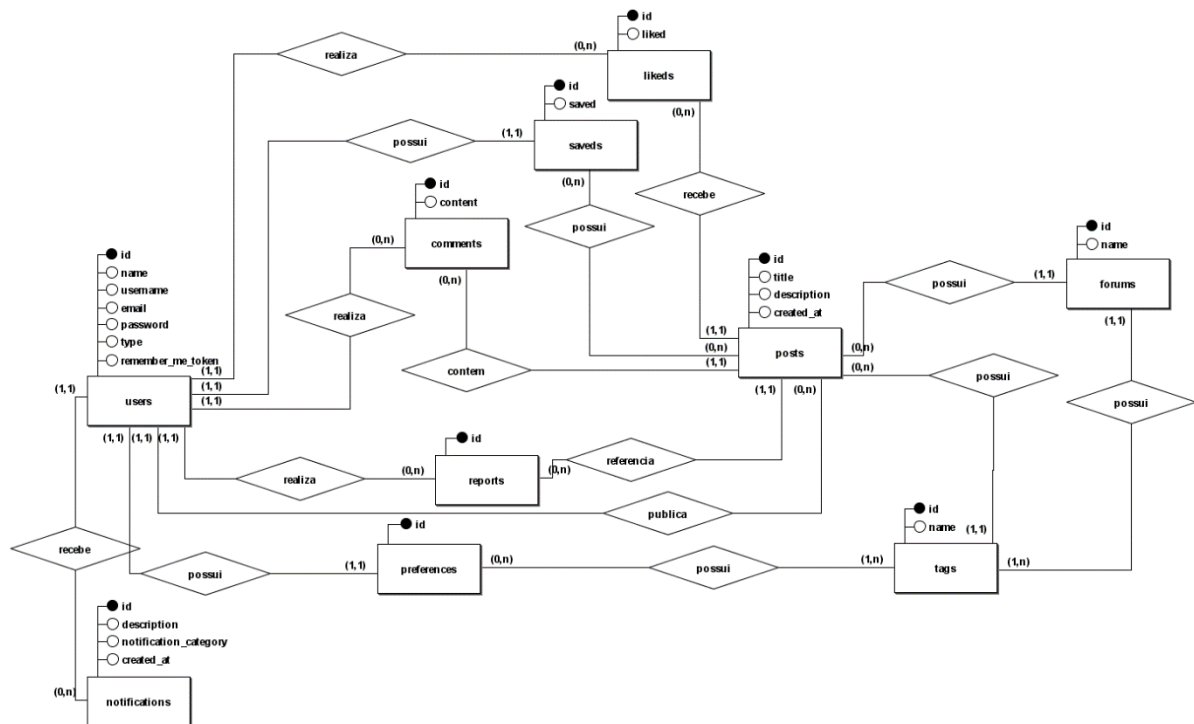 id
liked
realiza
(0,n)
likeds
id
saved
(0,n)
possui
(1,1)
saveds
(0,n)
recebe
id
content
possui
(0,n)
comments
(0,n)
id
name
forums
id
name
username
email
password
type
remember_me_token
realiza
id
title
description
created_at
possui
(1,1)
(1,1)
(1,1)
(0,n)
(1,1)
posts
(0,n)
(0,n)
contem
possui
possui
(1,1)
(1,1)
(1,1)
(1,1)
users
(1,1)
(1,1)
(1,1)
(1,1)
(0,n)
id
realiza
(0,n)
reports
(0,n)
referencia
publica
id
name
(1,1)
recebe
id
possui
(1,1)
preferences
(0,n)
possui
(1,n)
tags
(1,n)
id
description
notification_category
created_at
(0,n)
notifications